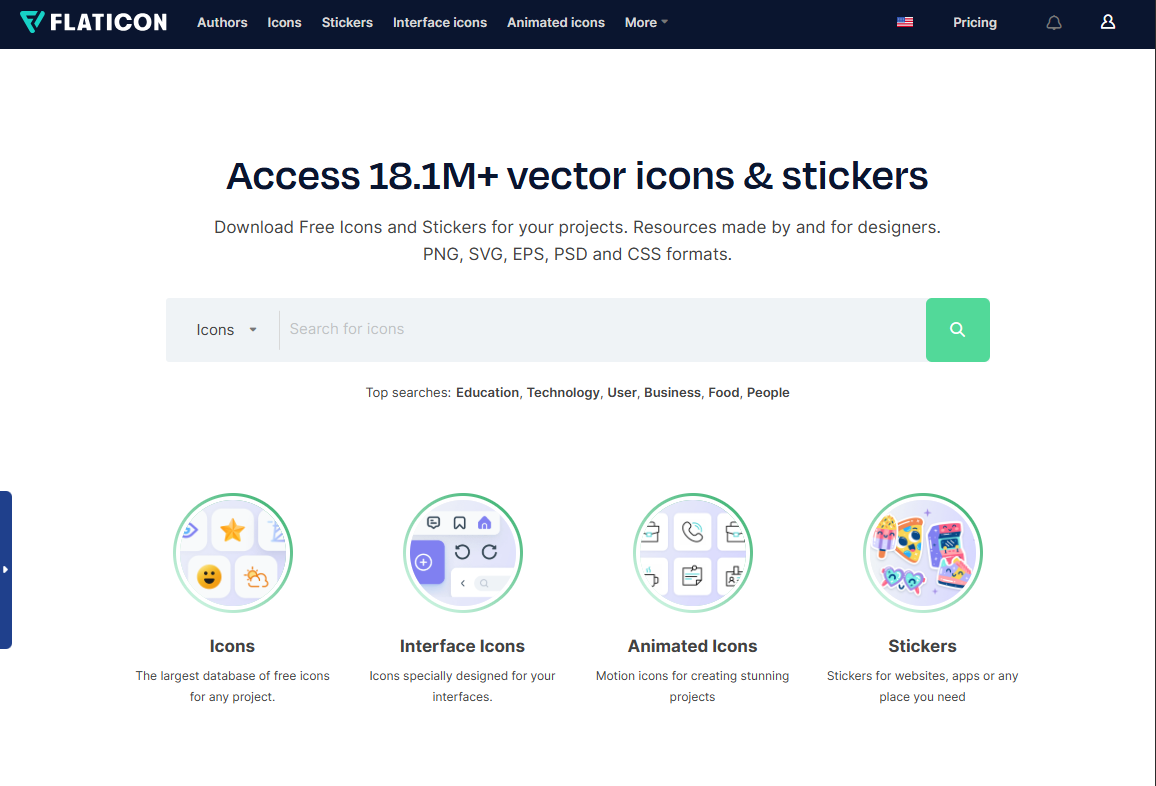 FLATICON Authors Icons Stickers Interface icons Animated icons More Pricing
Access 18.1M+ vector icons & stickers
Download Free Icons and Stickers for your projects. Resources made by and for designers.
PNG, SVG, EPS, PSD and CSS formats.
Icons Search for icons
Top searches: Education, Technology, User, Business, Food, People
Icons Interface Icons Animated Icons Stickers
The largest database of free icons Icons specially designed for your Motion icons for creating stunning Stickers for websites, apps or any
for any project. interfaces. projects place you need